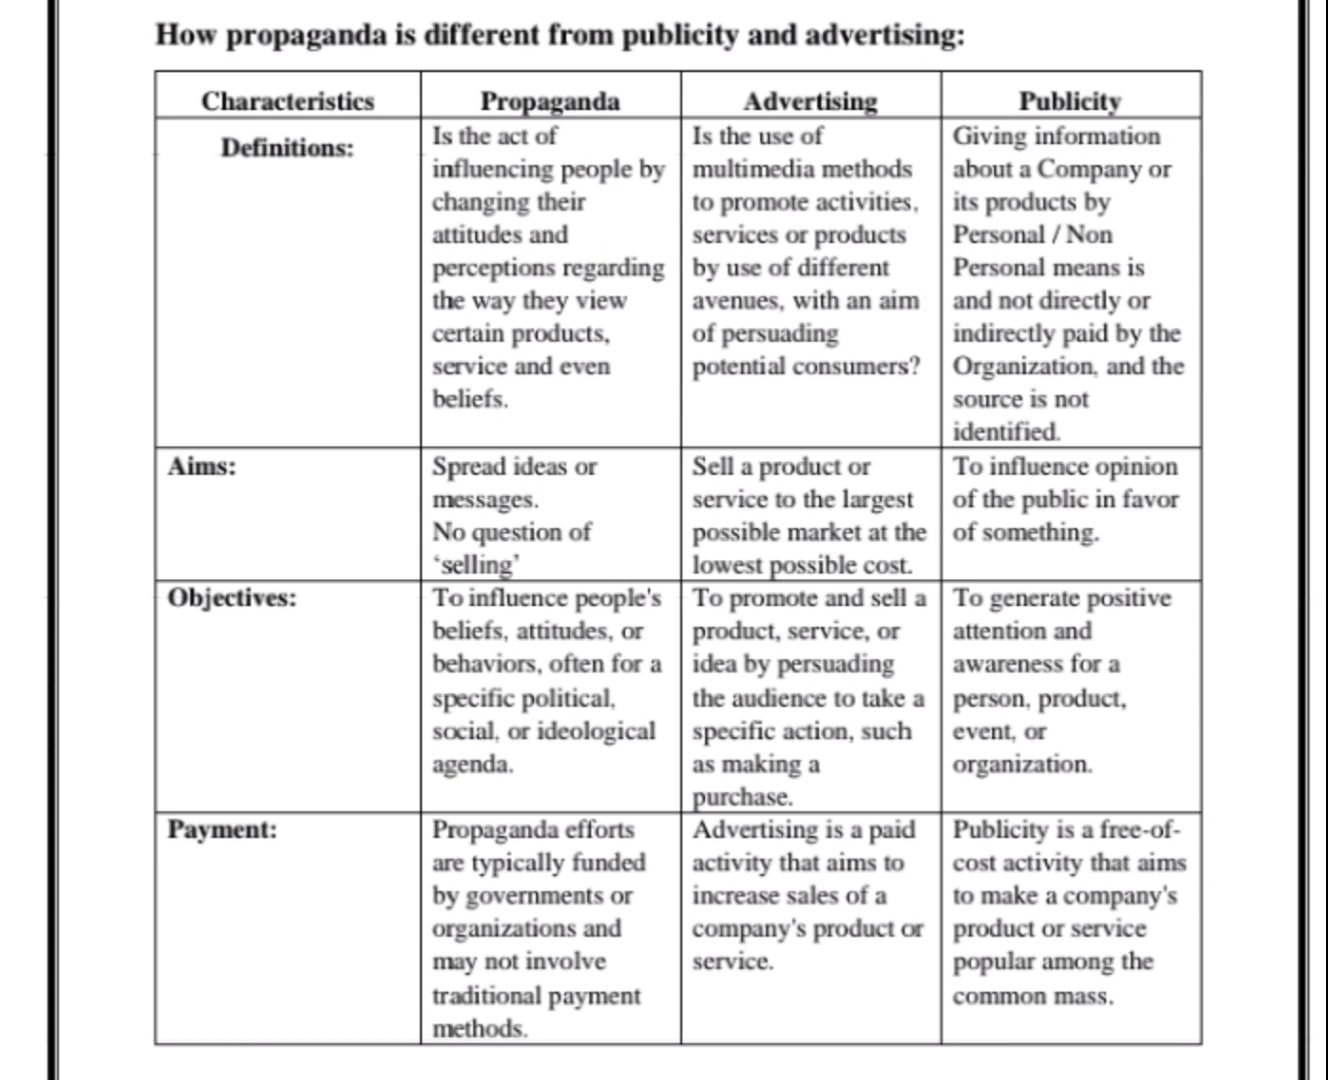 How propaganda is different from publicity and advertising:
Characteristics
Propaganda
Advertising
Publicity
Definitions:
Is the act of
influencing people by
changing their
attitudes and
perceptions regarding
the way they view
certain products,
service and even
beliefs.
Is the use of
multimedia methods
to promote activities,
services or products
by use of different
avenues, with an aim
of persuading
potential consumers?
Giving information
about a Company or
its products by
Personal / Non
Personal means is
and not directly or
indirectly paid by the
Organization, and the
source is not
identified.
Aims:
Spread ideas or
messages.
No question of
‘selling’
Sell a product or
service to the largest
possible market at the
lowest possible cost.
To influence opinion
of the public in favor
of something.
Objectives:
To influence people's
beliefs, attitudes, or
behaviors, often for a
specific political,
social, or ideological
agenda.
To promote and sell a
product, service, or
idea by persuading
the audience to take a
specific action, such
as making a
purchase.
To generate positive
attention and
awareness for a
person, product,
event, or
organization.
Payment:
Propaganda efforts
are typically funded
by governments or
organizations and
may not involve
traditional payment
methods.
Advertising is a paid
activity that aims to
increase sales of a
company's product or
service.
Publicity is a free-of-
cost activity that aims
to make a company's
product or service
popular among the
common mass.